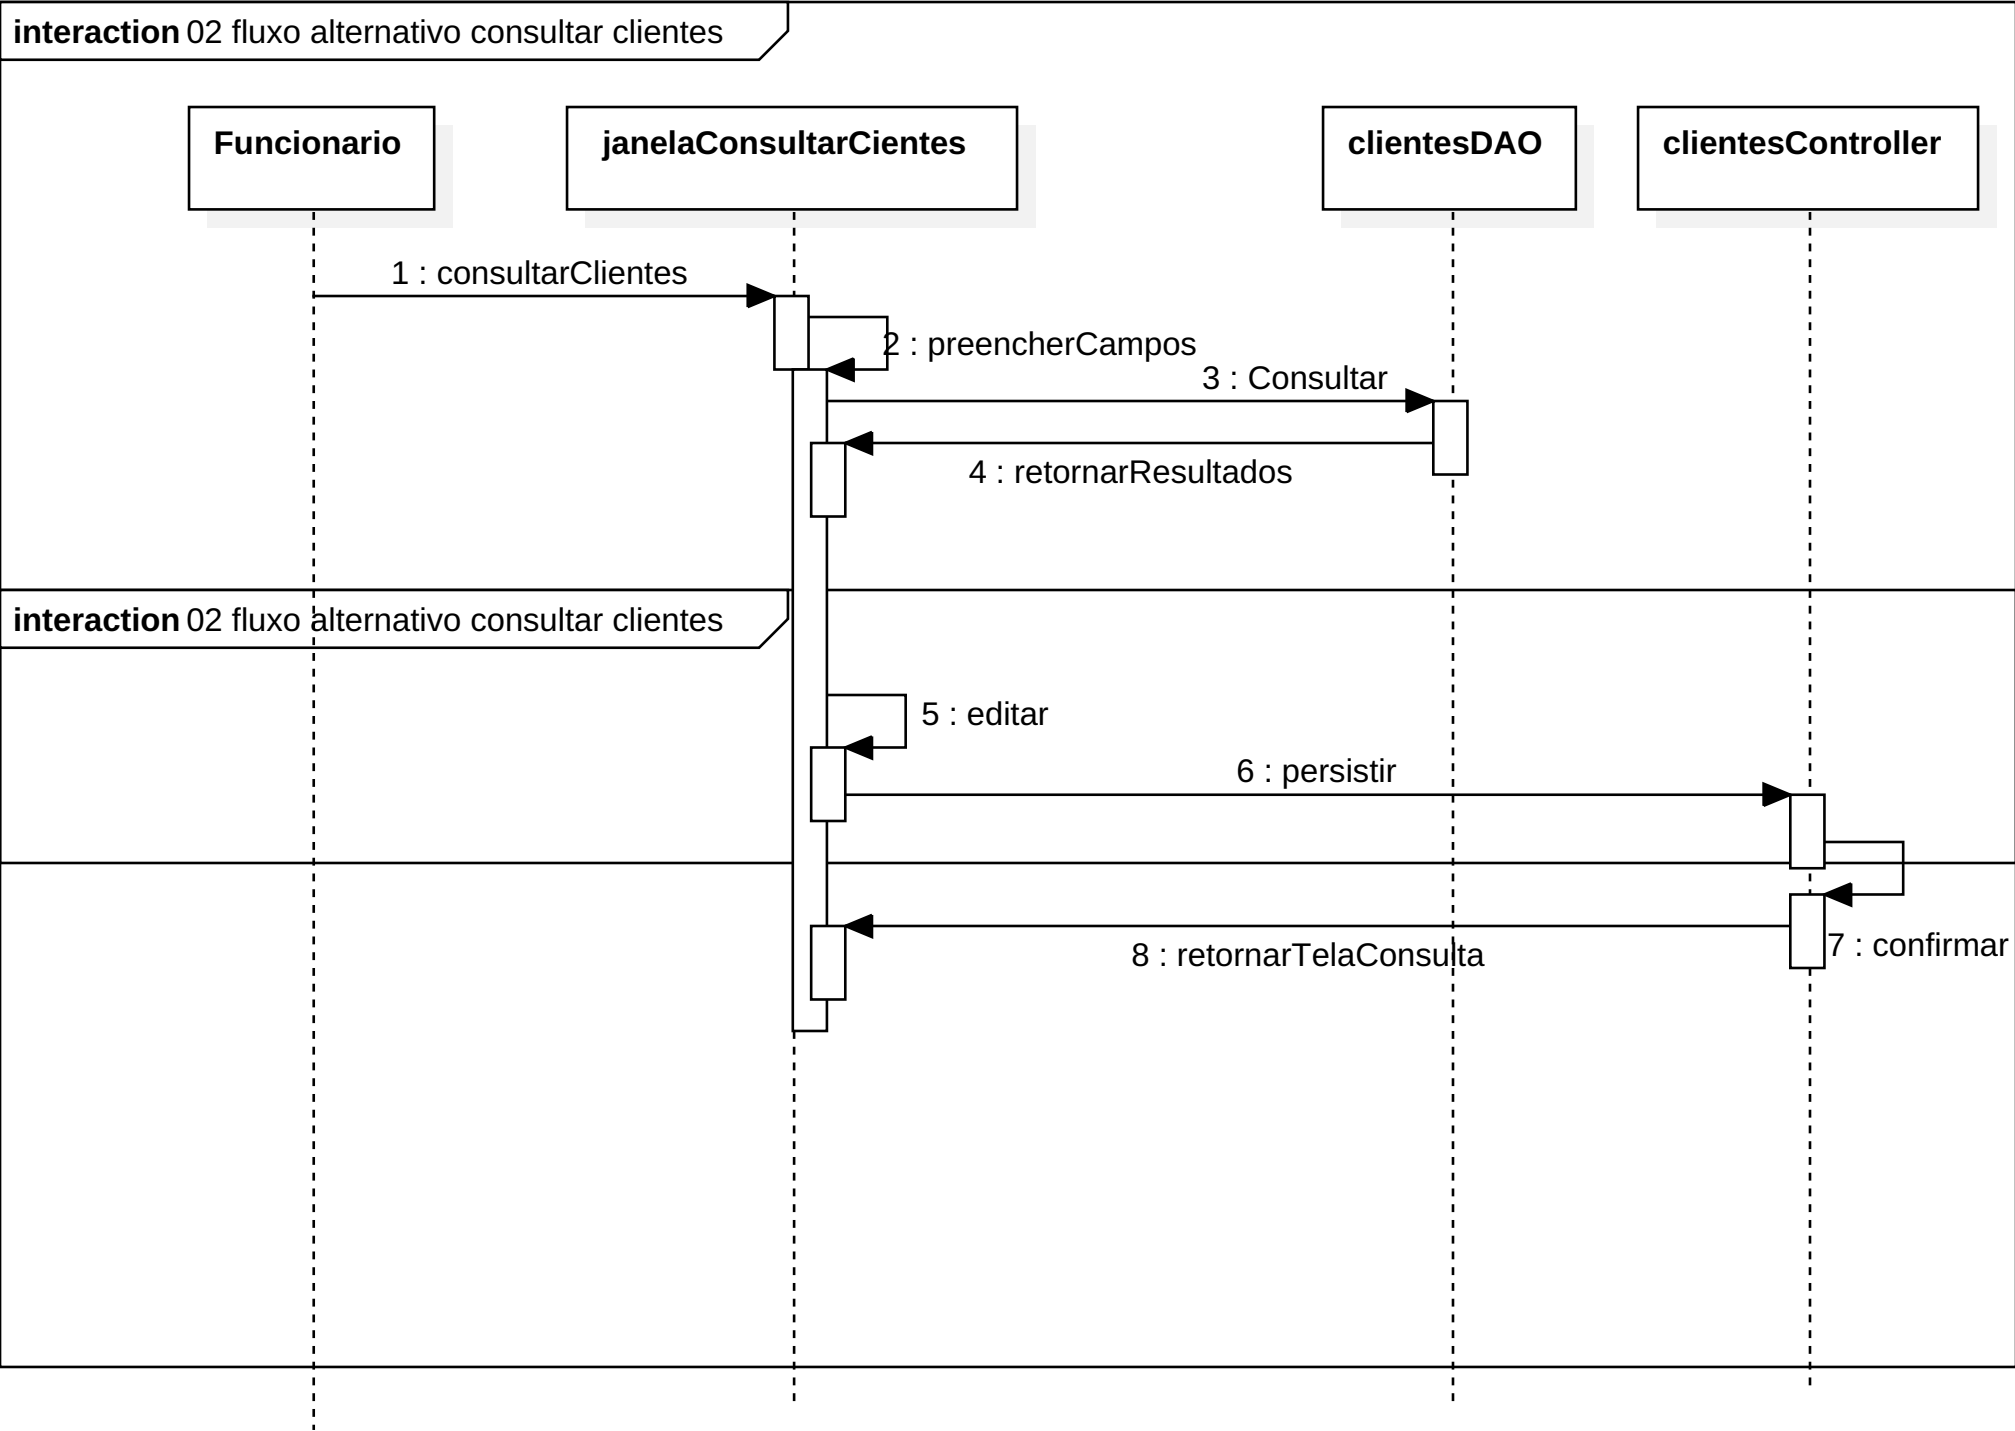 interaction 02 fluxo alternativo consultar clientes
Funcionario
janelaConsultarCientes
clientesDAO
clientesController
1 : consultarClientes
2 : preencherCampos
3 : Consultar
4 : retornarResultados
interaction 02 fluxo alternativo consultar clientes
5 : editar
6 : persistir
7 : confirmar
8 : retornarTelaConsulta